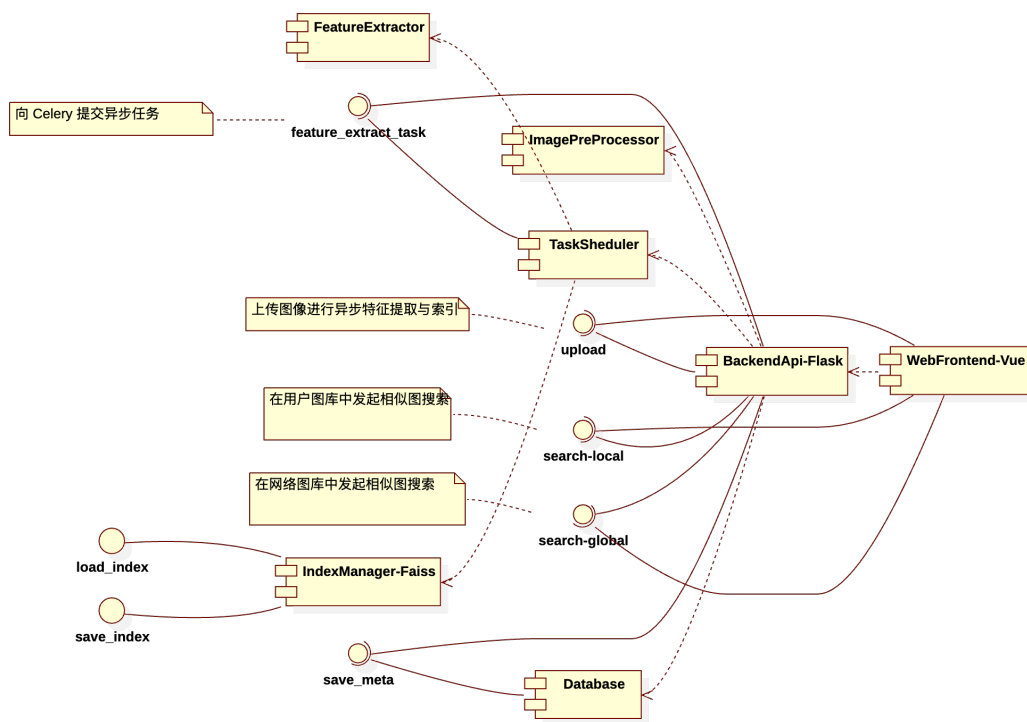 FeatureExtractor
向 Celery 提交异步任务
feature_extract_task
ImagePreProcessor
TaskSheduler
上传图像进行异步特征提取与索引
upload
BackendApi-Flask
WebFrontend-Vue
在用户图库中发起相似图搜索
search-local
在网络图库中发起相似图搜索
search-global
load_index
IndexManager-Faiss
save_index
save_meta
Database